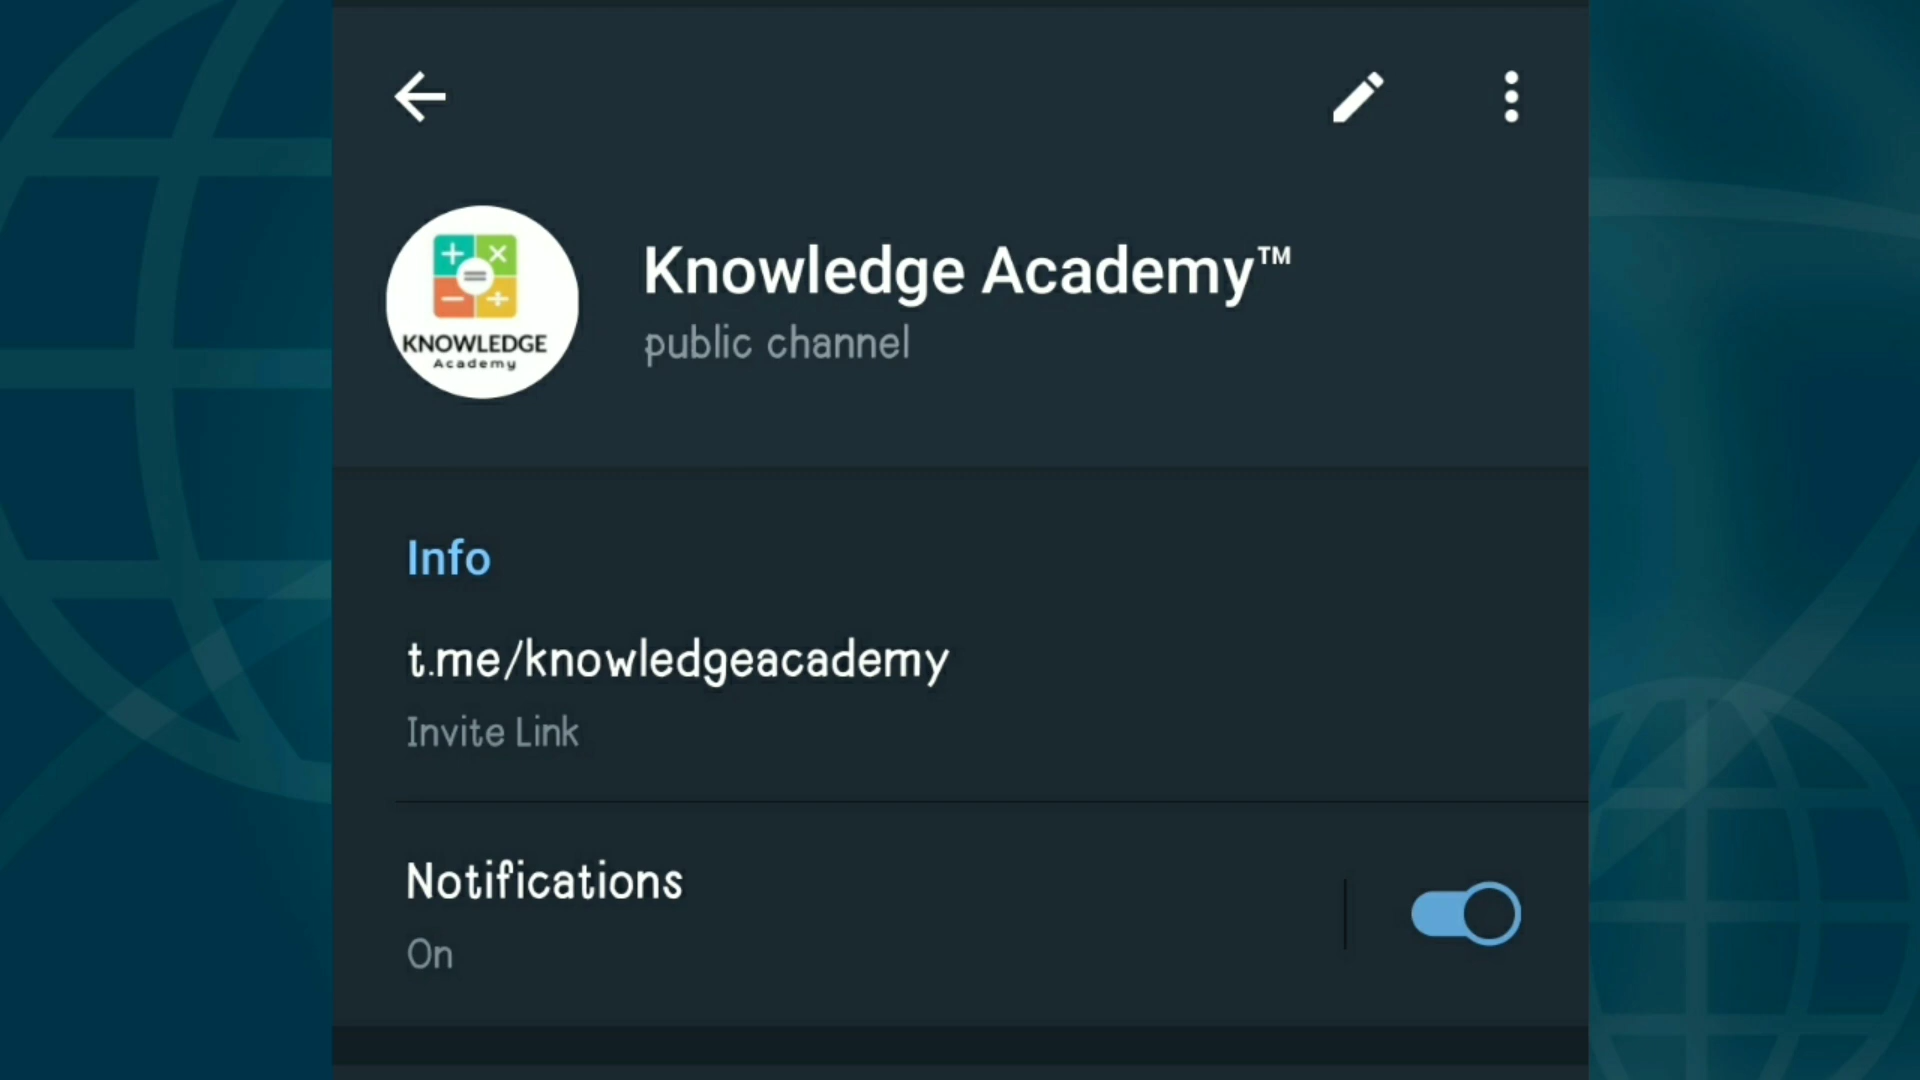 Knowledge Academy™
public channel
KNOWLEDGE
Academy
Info
t.me/knowledgeacademy
Invite Link
Notifications
On